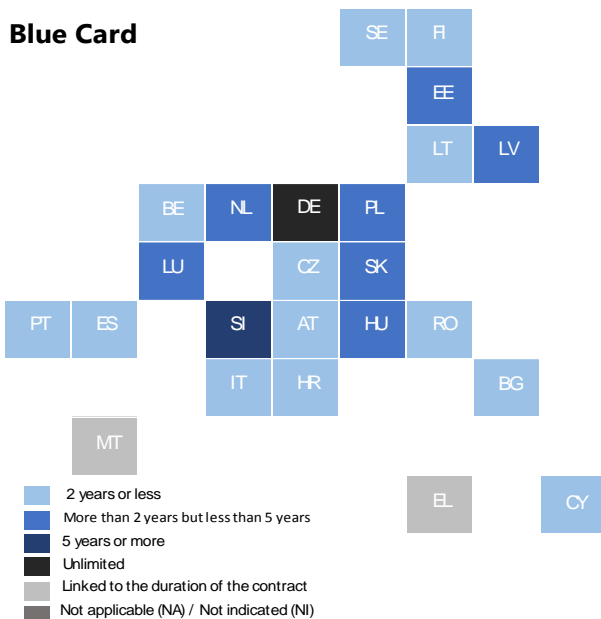 Blue Card
SE FI
EE
LT LV
BE NL DE PL
LU CZ SK
PT ES SI AT HU RO
IT HR BG
MT
EL CY
2 years or less
More than 2 years but less than 5 years
5 years or more
Unlimited
Linked to the duration of the contract
Not applicable (NA) / Not indicated (NI)